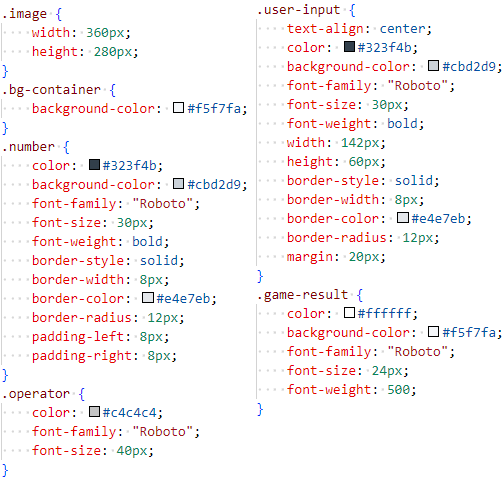 .image {
    width: 360px;
    height: 280px;
}
.bg-container {
    background-color: #f5f7fa;
}
.number {
    color: #323f4b;
    background-color: #cbd2d9;
    font-family: "Roboto";
    font-size: 30px;
    font-weight: bold;
    border-style: solid;
    border-width: 8px;
    border-color: #e4e7eb;
    border-radius: 12px;
    padding-left: 8px;
    padding-right: 8px;
}
.operator {
    color: #c4c4c4;
    font-family: "Roboto";
    font-size: 40px;
}
.user-input {
    text-align: center;
    color: #323f4b;
    background-color: #cbd2d9;
    font-family: "Roboto";
    font-size: 30px;
    font-weight: bold;
    width: 142px;
    height: 60px;
    border-style: solid;
    border-width: 8px;
    border-color: #e4e7eb;
    border-radius: 12px;
    margin: 20px;
}
.game-result {
    color: #ffffff;
    background-color: #f5f7fa;
    font-family: "Roboto";
    font-size: 24px;
    font-weight: 500;
}